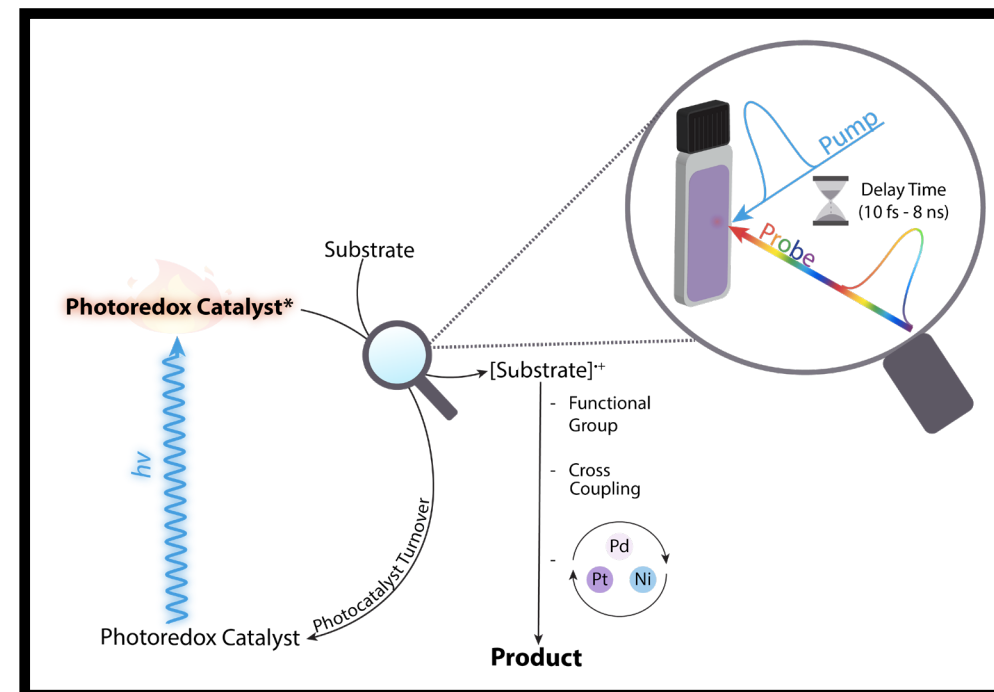 Pump
Delay Time
(10 fs - 8 ns)
Probe
Substrate
Photoredox Catalyst*
[Substrate]•+
- Functional
Group
- Cross
Coupling
-
Pd
Pt
Ni
hν
Photocatalyst Turnover
Photoredox Catalyst
Product